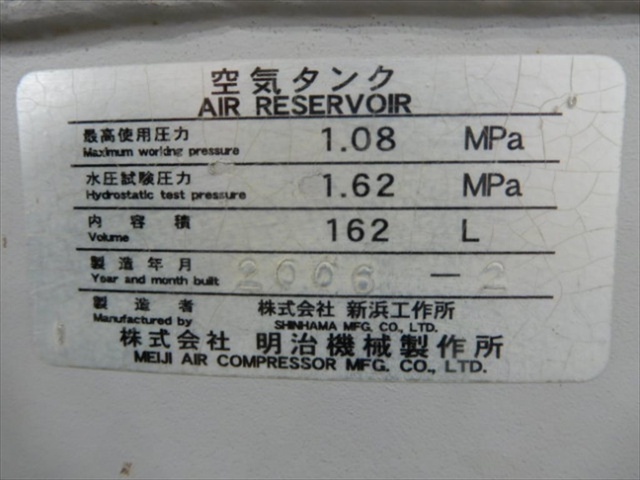 空気タンク
AIR RESERVOIR
最高使用圧力 1.08 MPa
Maximum working pressure
水圧試験圧力 1.62 MPa
Hydrostatic test pressure
内容積 162 L
Volume
製造年月 2006 - 2
Year and month built
製造者 株式会社 新浜工作所
Manufactured by SHINHAMA MFG. CO., LTD.
株式会社 明治機械製作所
MEIJI AIR COMPRESSOR MFG. CO., LTD.